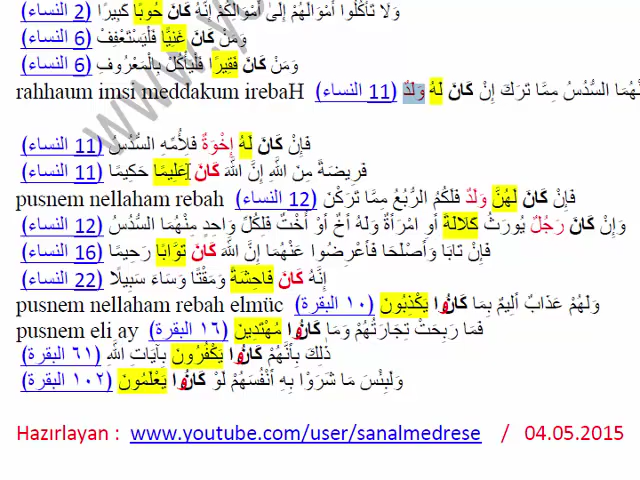 وَلَا تَأْكُلُوا أَمْوَالَهُمْ إِلَىٰ أَمْوَالِكُمْ إِنَّهُ كَانَ حُوبًا كَبِيرًا (2 النساء)
وَمَنْ كَانَ غَنِيًّا فَلْيَسْتَعْفِفْ (6 النساء)
وَمَنْ كَانَ فَقِيرًا فَلْيَأْكُلْ بِالْمَعْرُوفِ (6 النساء)
السُّدُسُ مِمَّا تَرَكَ إِنْ كَانَ لَهُ وَلَدٌ (11 النساء) rahhaum imsi meddakum irebaH
فَإِنْ كَانَ لَهُ إِخْوَةٌ فَلِأُمِّهِ السُّدُسُ (11 النساء)
فَرِيضَةً مِنَ اللَّهِ إِنَّ اللَّهَ كَانَ عَلِيمًا حَكِيمًا (11 النساء)
فَإِنْ كَانَ لَهُنَّ وَلَدٌ فَلَكُمُ الرُّبُعُ مِمَّا تَرَكْنَ (12 النساء) pusnem nellaham rebah
وَإِنْ كَانَ رَجُلٌ يُورَثُ كَلَالَةً أَوِ امْرَأَةٌ وَلَهُ أَخٌ أَوْ أُخْتٌ فَلِكُلِّ وَاحِدٍ مِنْهُمَا السُّدُسُ (12 النساء)
فَإِنْ تَابَا وَأَصْلَحَا فَأَعْرِضُوا عَنْهُمَا إِنَّ اللَّهَ كَانَ تَوَّابًا رَحِيمًا (16 النساء)
إِنَّهُ كَانَ فَاحِشَةً وَمَقْتًا وَسَاءَ سَبِيلًا (22 النساء)
وَلَهُمْ عَذَابٌ أَلِيمٌ بِمَا كَانُوا يَكْذِبُونَ (١٠ البقرة) pusnem nellaham rebah elmüc
فَمَا رَبِحَتْ تِجَارَتُهُمْ وَمَا كَانُوا مُهْتَدِينَ (١٦ البقرة) pusnem eli ay
ذَٰلِكَ بِأَنَّهُمْ كَانُوا يَكْفُرُونَ بِآيَاتِ اللَّهِ (٦١ البقرة)
وَلَبِئْسَ مَا شَرَوْا بِهِ أَنْفُسَهُمْ لَوْ كَانُوا يَعْلَمُونَ (١٠٢ البقرة)
Hazırlayan : www.youtube.com/user/sanalmedrese / 04.05.2015